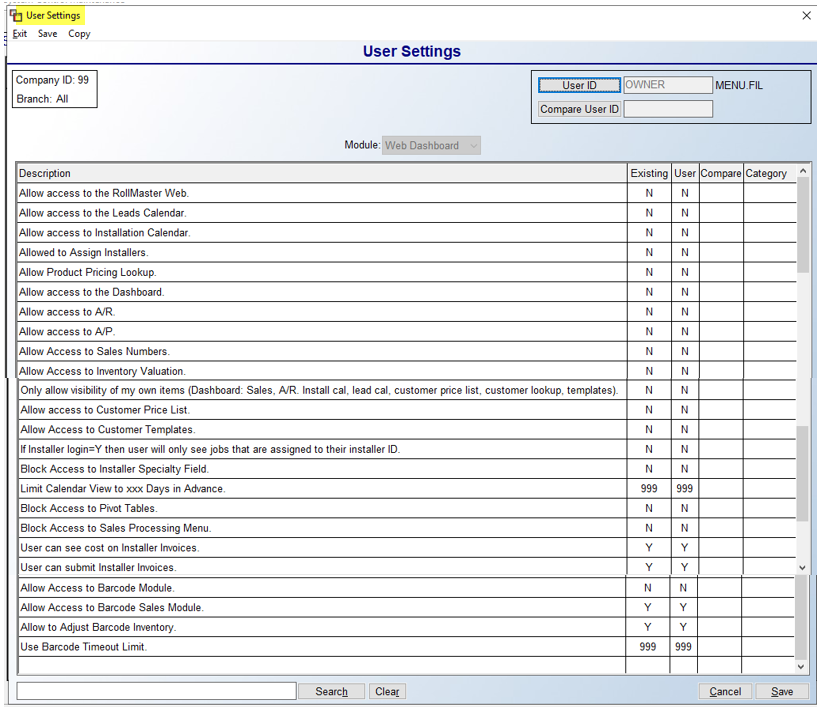 User Settings
Exit Save Copy
User Settings
Company ID: 99
Branch: All
User ID OWNER MENU.FIL
Compare User ID
Module: Web Dashboard
Description Existing User Compare Category
Allow access to the RollMaster Web. N N
Allow access to the Leads Calendar. N N
Allow access to Installation Calendar. N N
Allowed to Assign Installers. N N
Allow Product Pricing Lookup. N N
Allow access to the Dashboard. N N
Allow access to A/R. N N
Allow access to A/P. N N
Allow Access to Sales Numbers. N N
Allow Access to Inventory Valuation. N N
Only allow visibility of my own items (Dashboard: Sales, A/R. Install cal, lead cal, customer price list, customer lookup, templates). N N
Allow access to Customer Price List. N N
Allow Access to Customer Templates. N N
If Installer login=Y then user will only see jobs that are assigned to their installer ID. N N
Block Access to Installer Specialty Field. N N
Limit Calendar View to xxx Days in Advance. 999 999
Block Access to Pivot Tables. N N
Block Access to Sales Processing Menu. N N
User can see cost on Installer Invoices. Y Y
User can submit Installer Invoices. Y Y
Allow Access to Barcode Module. N N
Allow Access to Barcode Sales Module. Y Y
Allow to Adjust Barcode Inventory. Y Y
Use Barcode Timeout Limit. 999 999
Search Clear Cancel Save